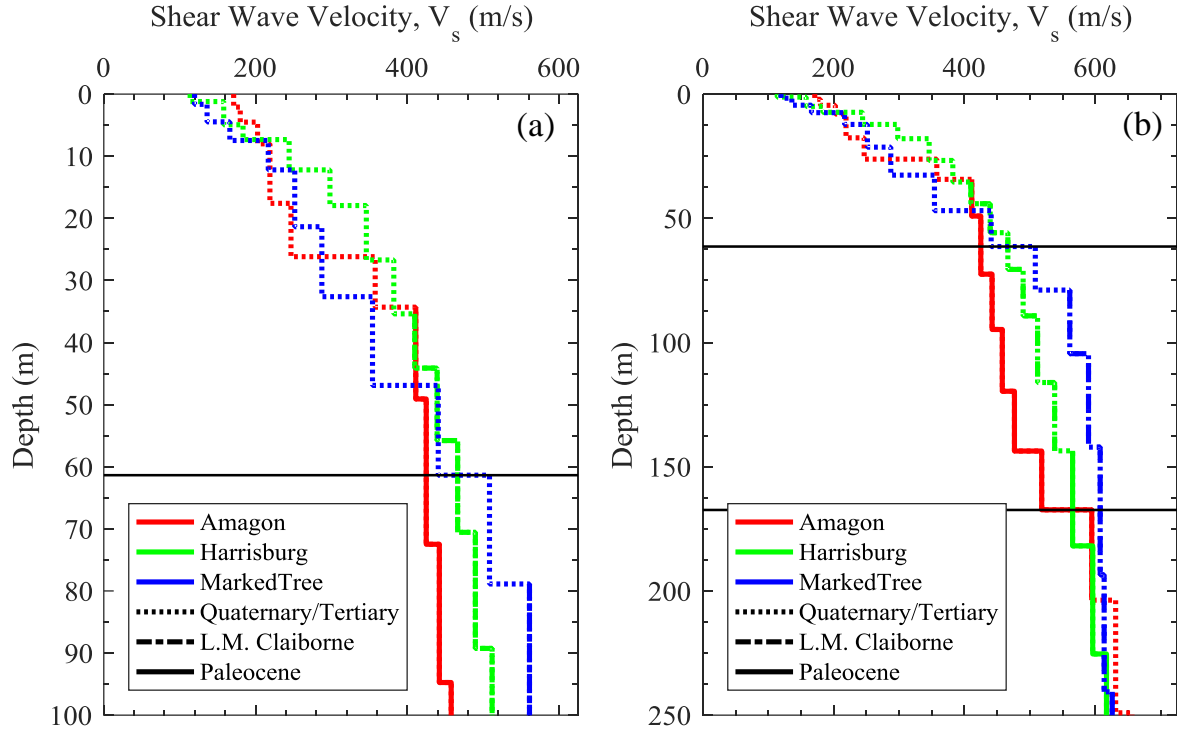 Shear Wave Velocity, V_s (m/s)
0 200 400 600
(a)
0
10
20
30
40
50
60
70
80
90
100
Depth (m)
Amagon
Harrisburg
MarkedTree
Quaternary/Tertiary
L.M. Claiborne
Paleocene
Shear Wave Velocity, V_s (m/s)
0 200 400 600
(b)
0
50
100
150
200
250
Depth (m)
Amagon
Harrisburg
MarkedTree
Quaternary/Tertiary
L.M. Claiborne
Paleocene